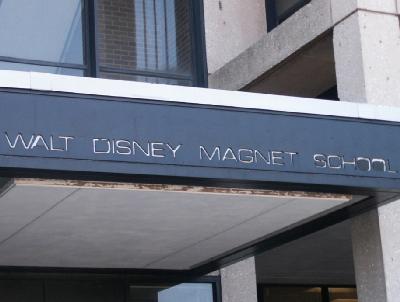 WALT DISNEY MAGNET SCHOOL